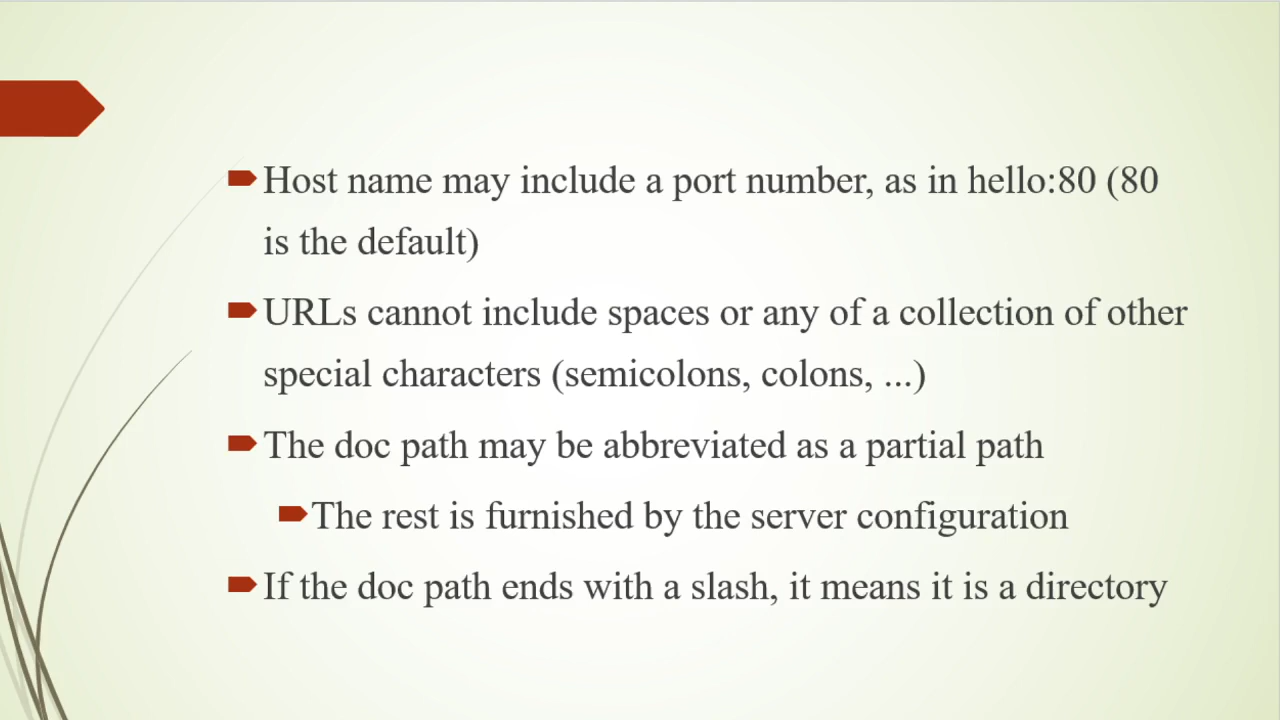 Host name may include a port number, as in hello:80 (80
is the default)
URLs cannot include spaces or any of a collection of other
special characters (semicolons, colons, ...)
The doc path may be abbreviated as a partial path
The rest is furnished by the server configuration
If the doc path ends with a slash, it means it is a directory